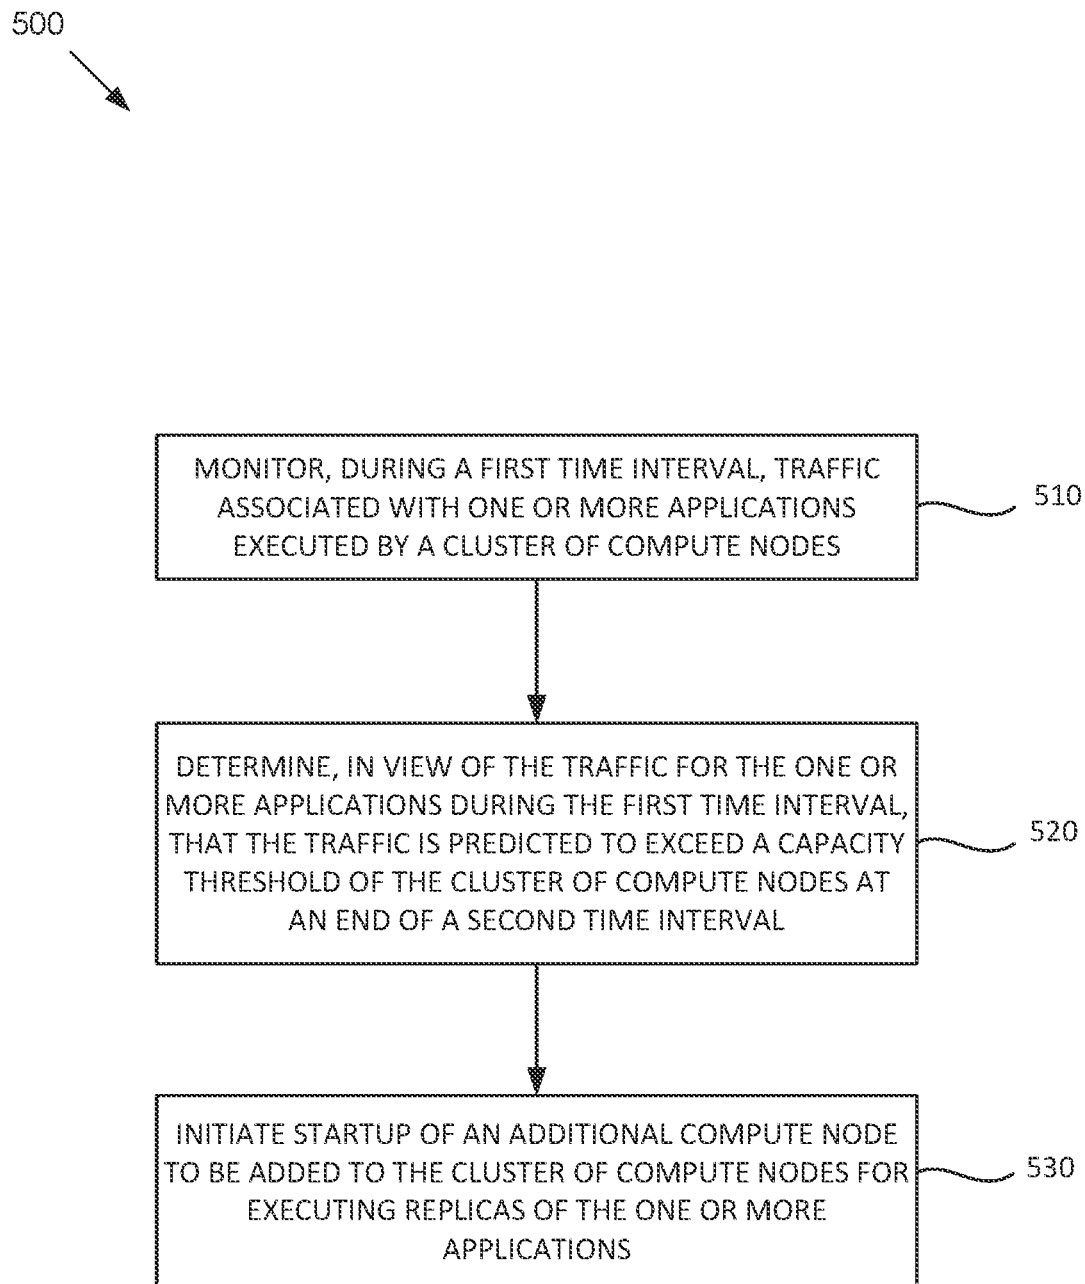 500
MONITOR, DURING A FIRST TIME INTERVAL, TRAFFIC
ASSOCIATED WITH ONE OR MORE APPLICATIONS
EXECUTED BY A CLUSTER OF COMPUTE NODES
510
DETERMINE, IN VIEW OF THE TRAFFIC FOR THE ONE OR
MORE APPLICATIONS DURING THE FIRST TIME INTERVAL,
THAT THE TRAFFIC IS PREDICTED TO EXCEED A CAPACITY
THRESHOLD OF THE CLUSTER OF COMPUTE NODES AT
AN END OF A SECOND TIME INTERVAL
520
INITIATE STARTUP OF AN ADDITIONAL COMPUTE NODE
TO BE ADDED TO THE CLUSTER OF COMPUTE NODES FOR
EXECUTING REPLICAS OF THE ONE OR MORE
APPLICATIONS
530